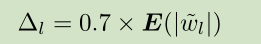 Δ_l = 0.7 × E(|w̃_l|)